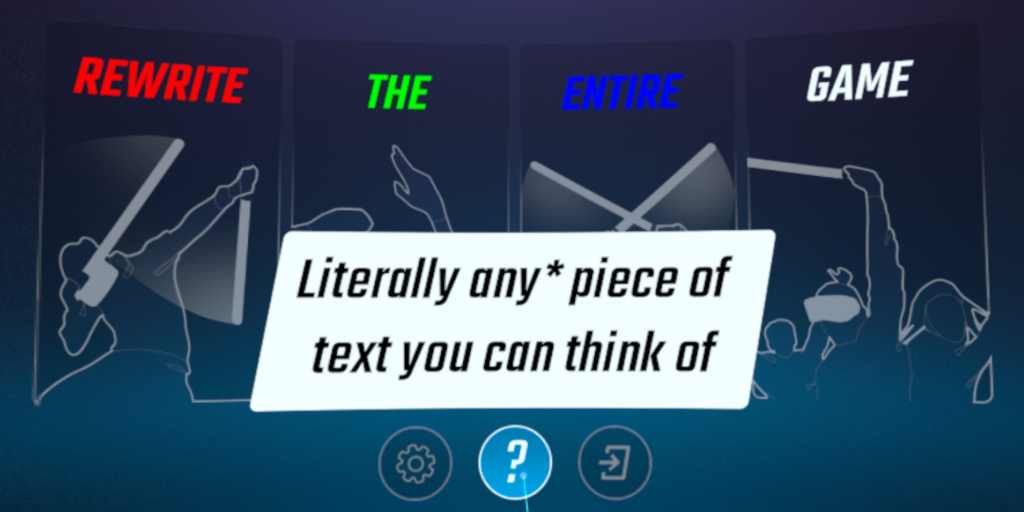 REWRITE THE ENTIRE GAME
Literally any* piece of
text you can think of
?